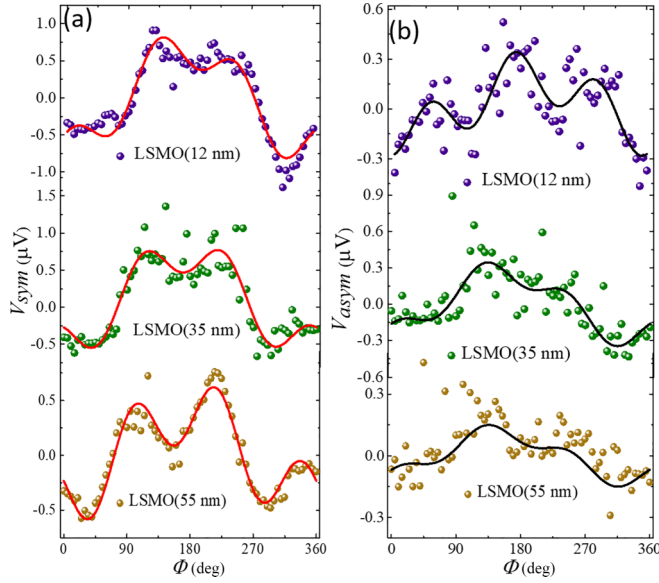 (a)
1.0
0.5
0.0
-0.5
-1.0
LSMO(12 nm)
1.5
1.0
0.5
0.0
-0.5
LSMO(35 nm)
0.5
0.0
-0.5
LSMO(55 nm)
Vsym (μV)
0 90 180 270 360
Φ(deg)
(b)
0.6
0.3
0.0
-0.3
LSMO(12 nm)
0.9
0.6
0.3
0.0
-0.3
-0.6
LSMO(35 nm)
0.3
0.0
-0.3
LSMO(55 nm)
Vasym (μV)
0 90 180 270 360
Φ(deg)